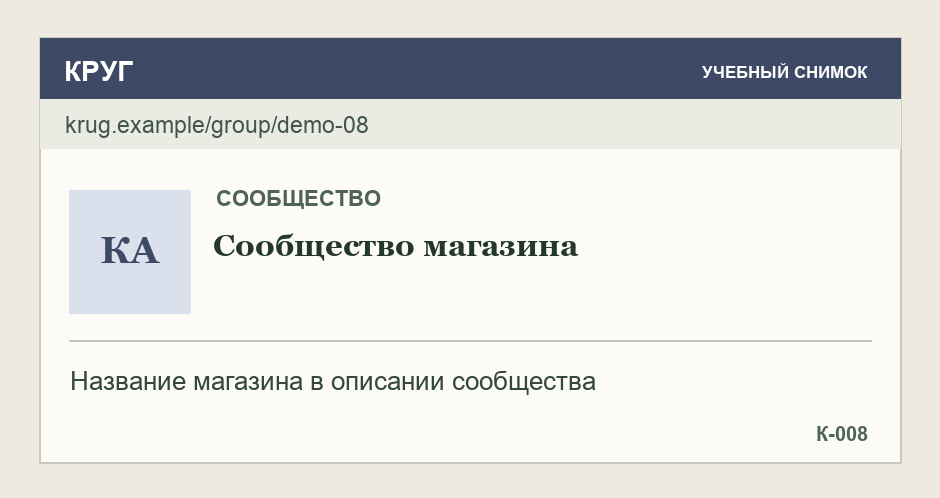 КРУГ
УЧЕБНЫЙ СНИМОК
krug.example/group/demo-08
КА
СООБЩЕСТВО
Сообщество магазина
Название магазина в описании сообщества
К-008